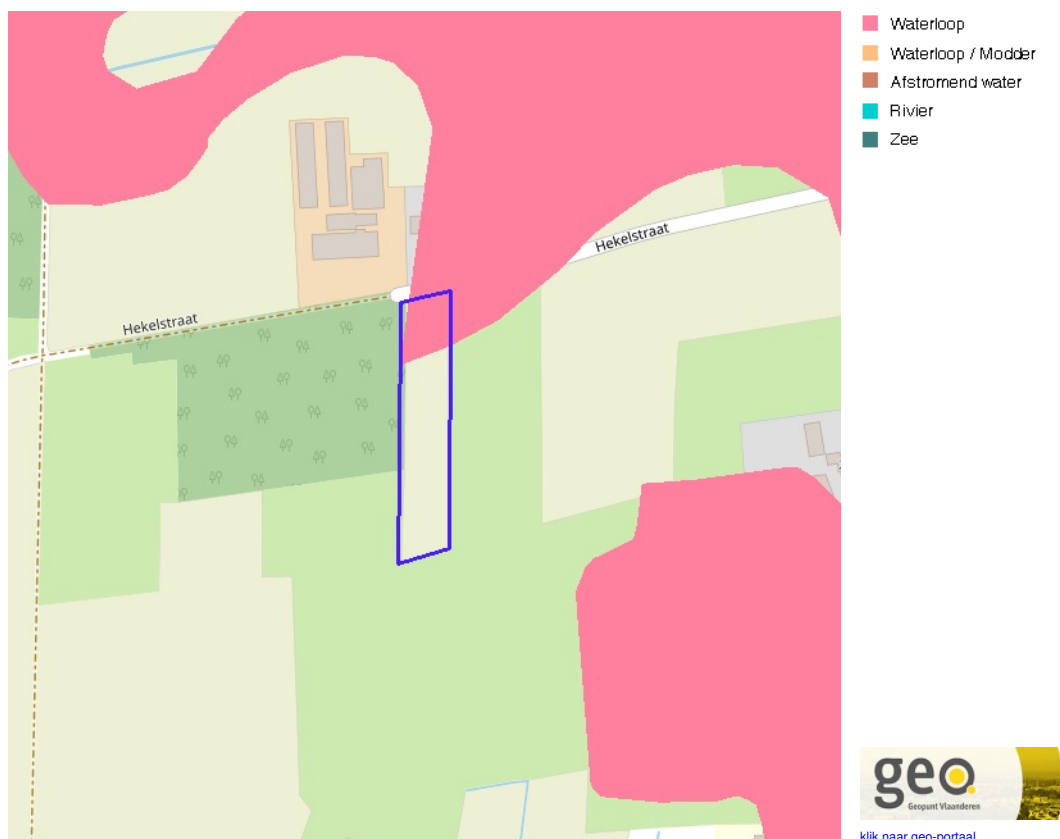 Waterloop
Waterloop / Modder
Afstromend water
Rivier
Zee
Hekelstraat
Hekelstraat
geo
Geopunt Vlaanderen
klik naar geo-portaal